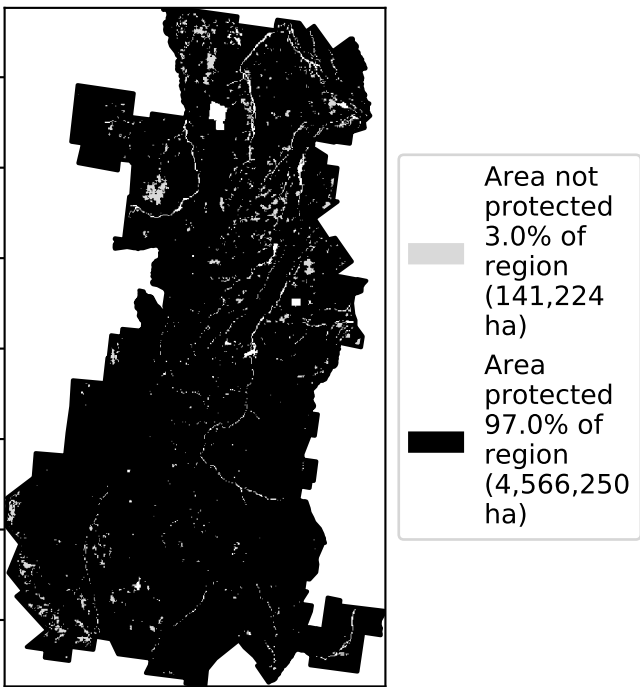 Area not
protected
3.0% of
region
(141,224
ha)
Area
protected
97.0% of
region
(4,566,250
ha)